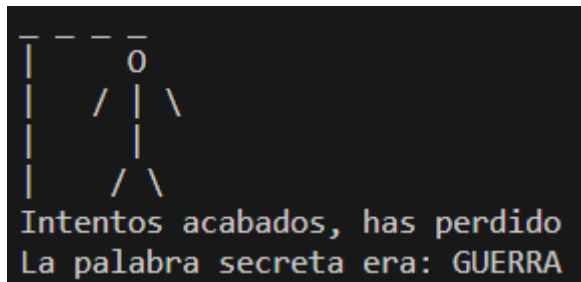 _ _ _ _
|     O
|   / | \
|     |
|    / \
Intentos acabados, has perdido
La palabra secreta era: GUERRA